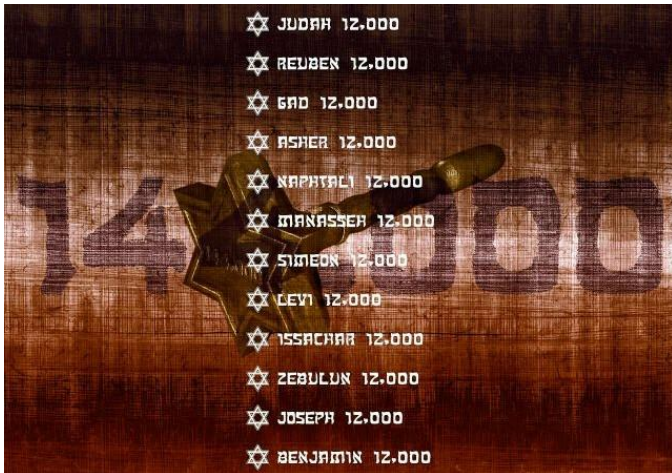 JUDAH 12,000
REUBEN 12,000
GAD 12,000
ASHER 12,000
NAPHTALI 12,000
MANASSEH 12,000
SIMEON 12,000
LEVI 12,000
ISSACHAR 12,000
ZEBULUN 12,000
JOSEPH 12,000
BENJAMIN 12,000